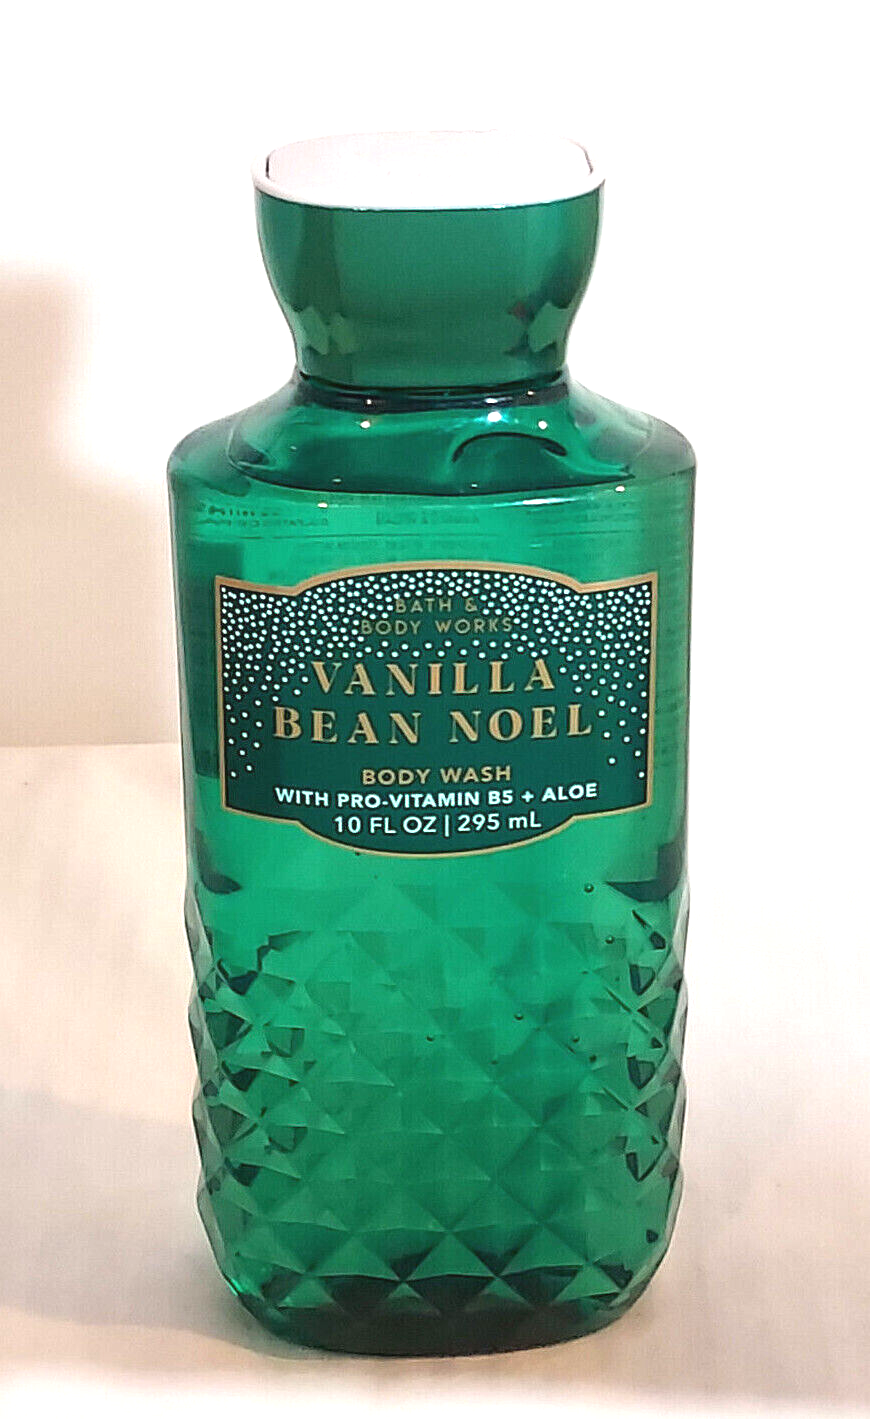 BATH &
BODY WORKS
VANILLA
BEAN NOEL
BODY WASH
WITH PRO-VITAMIN B5 + ALOE
10 FL OZ | 295 mL